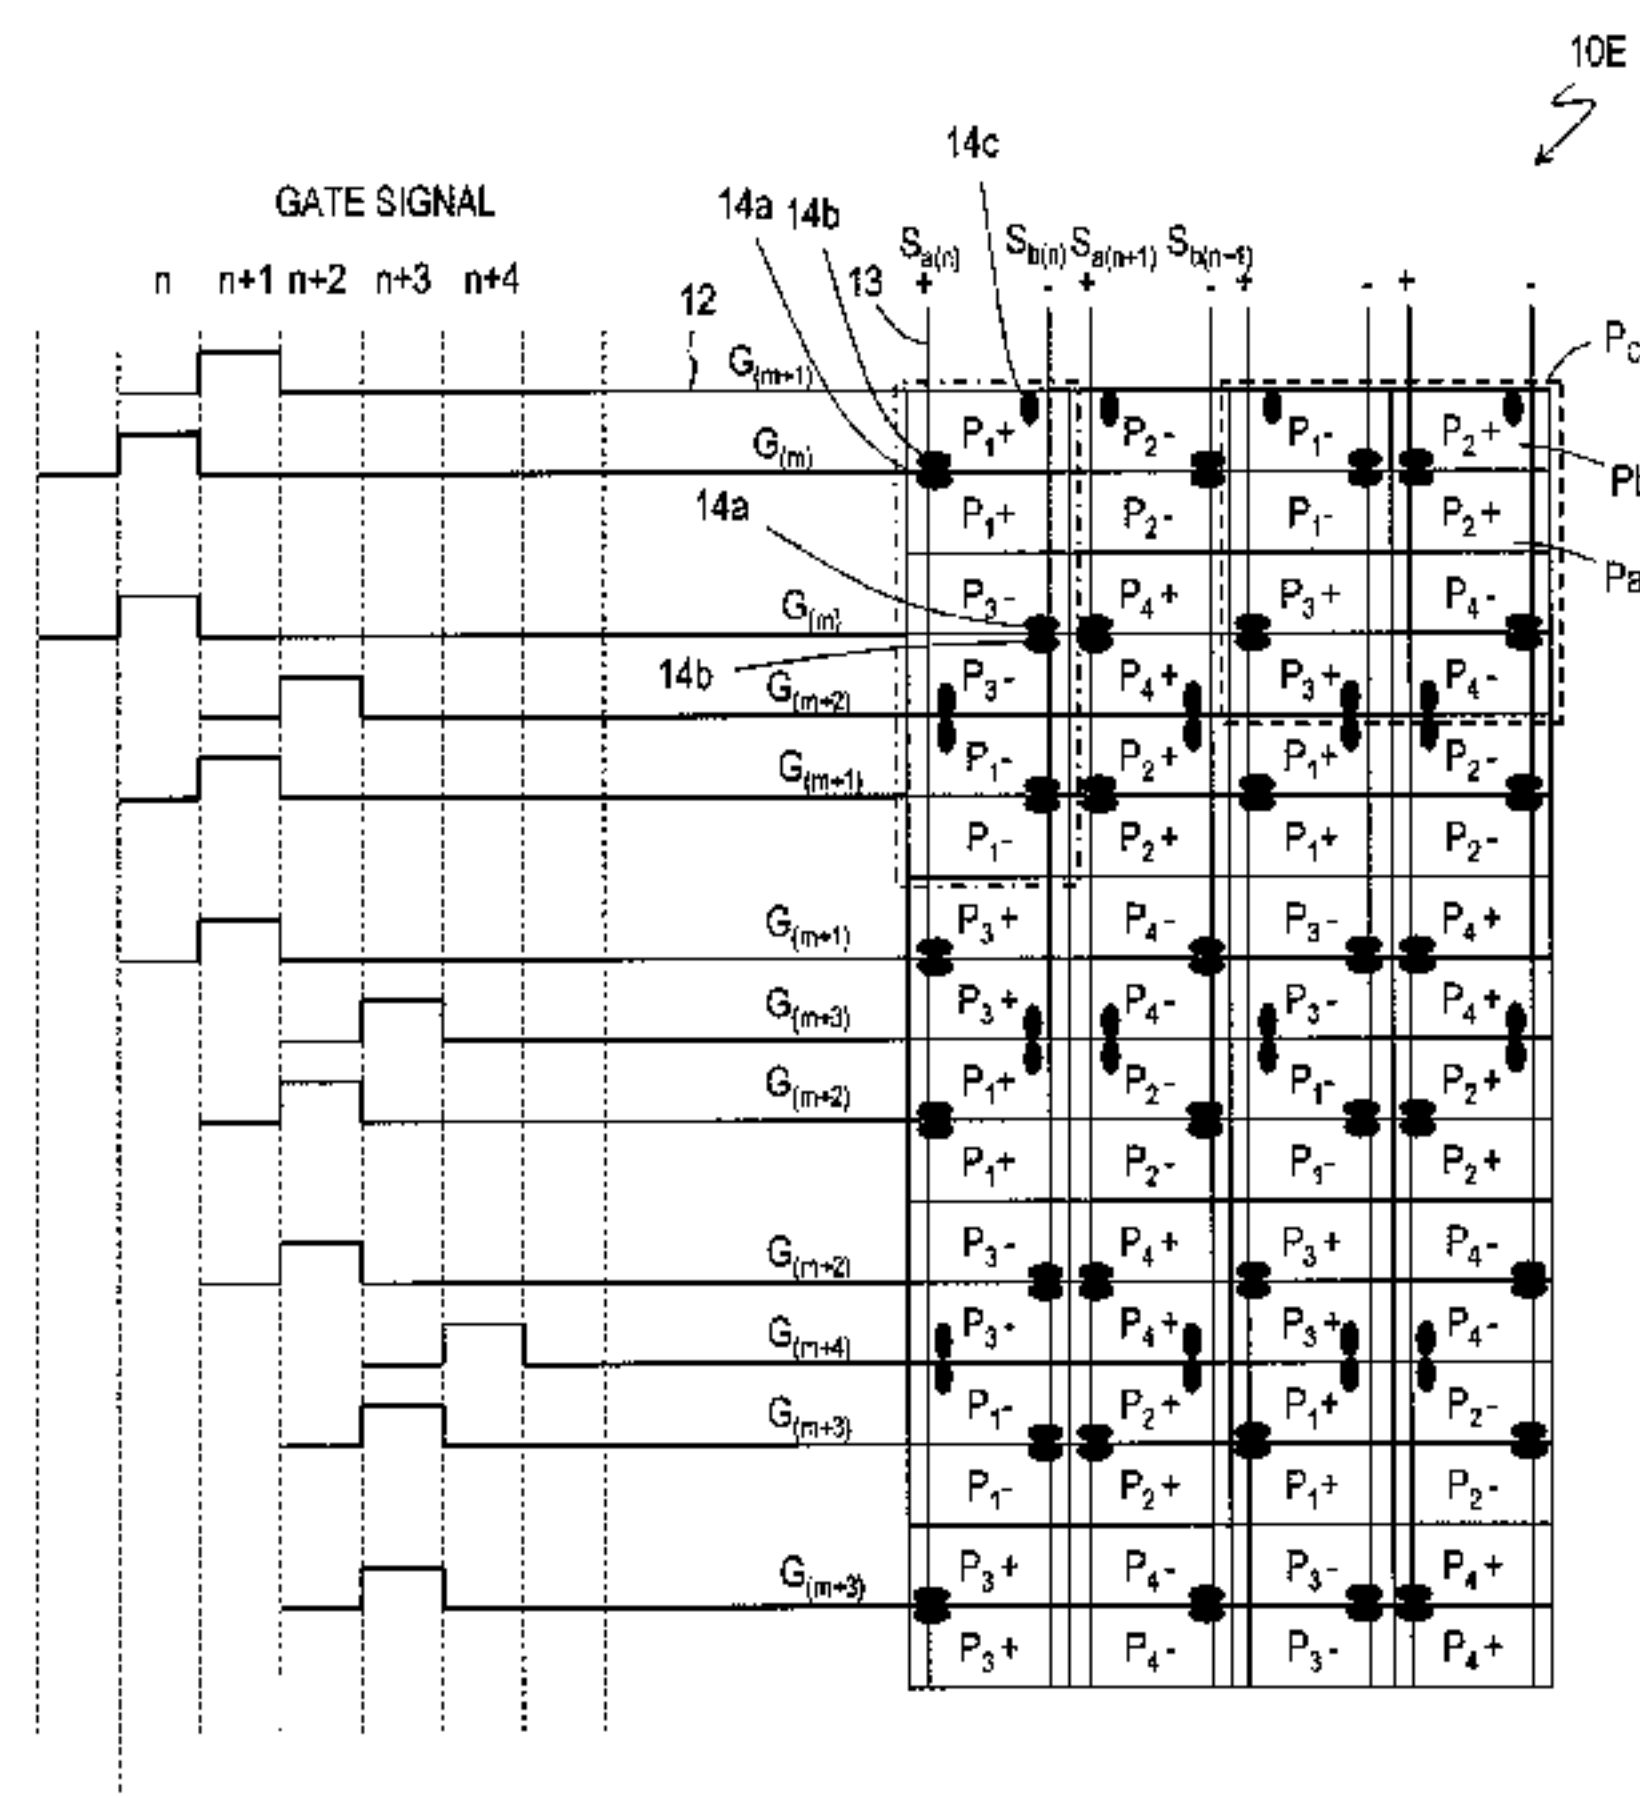 10E
14c
GATE SIGNAL
14a 14b
Sa(n) Sb(n) Sa(n+1) Sb(n+1)
n n+1 n+2 n+3 n+4
13 + - + - + - + -
12
G(m+1)
P1+ P2- P1- P2+
G(m)
P1+ P2- P1- P2+
14a
P3- P4+ P3+ P4-
G(m)
14b
P3- P4+ P3+ P4-
G(m+2)
P1- P2+ P1+ P2-
G(m+1)
P1- P2+ P1+ P2-
P3+ P4- P3- P4+
G(m+1)
P3+ P4- P3- P4+
G(m+3)
P1+ P2- P1- P2+
G(m+2)
P1+ P2- P1- P2+
P3- P4+ P3+ P4-
G(m+2)
P3- P4+ P3+ P4-
G(m+4)
P1- P2+ P1+ P2-
G(m+3)
P1- P2+ P1+ P2-
P3+ P4- P3- P4+
G(m+3)
P3+ P4- P3- P4+
Pa